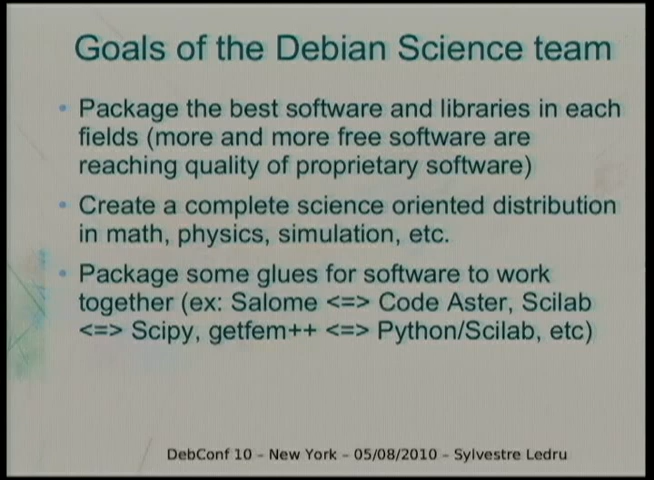 Goals of the Debian Science team
• Package the best software and libraries in each
fields (more and more free software are
reaching quality of proprietary software)
• Create a complete science oriented distribution
in math, physics, simulation, etc.
• Package some glues for software to work
together (ex: Salome <=> Code Aster, Scilab
<=> Scipy, getfem++ <=> Python/Scilab, etc)
DebConf 10 – New York – 05/08/2010 – Sylvestre Ledru